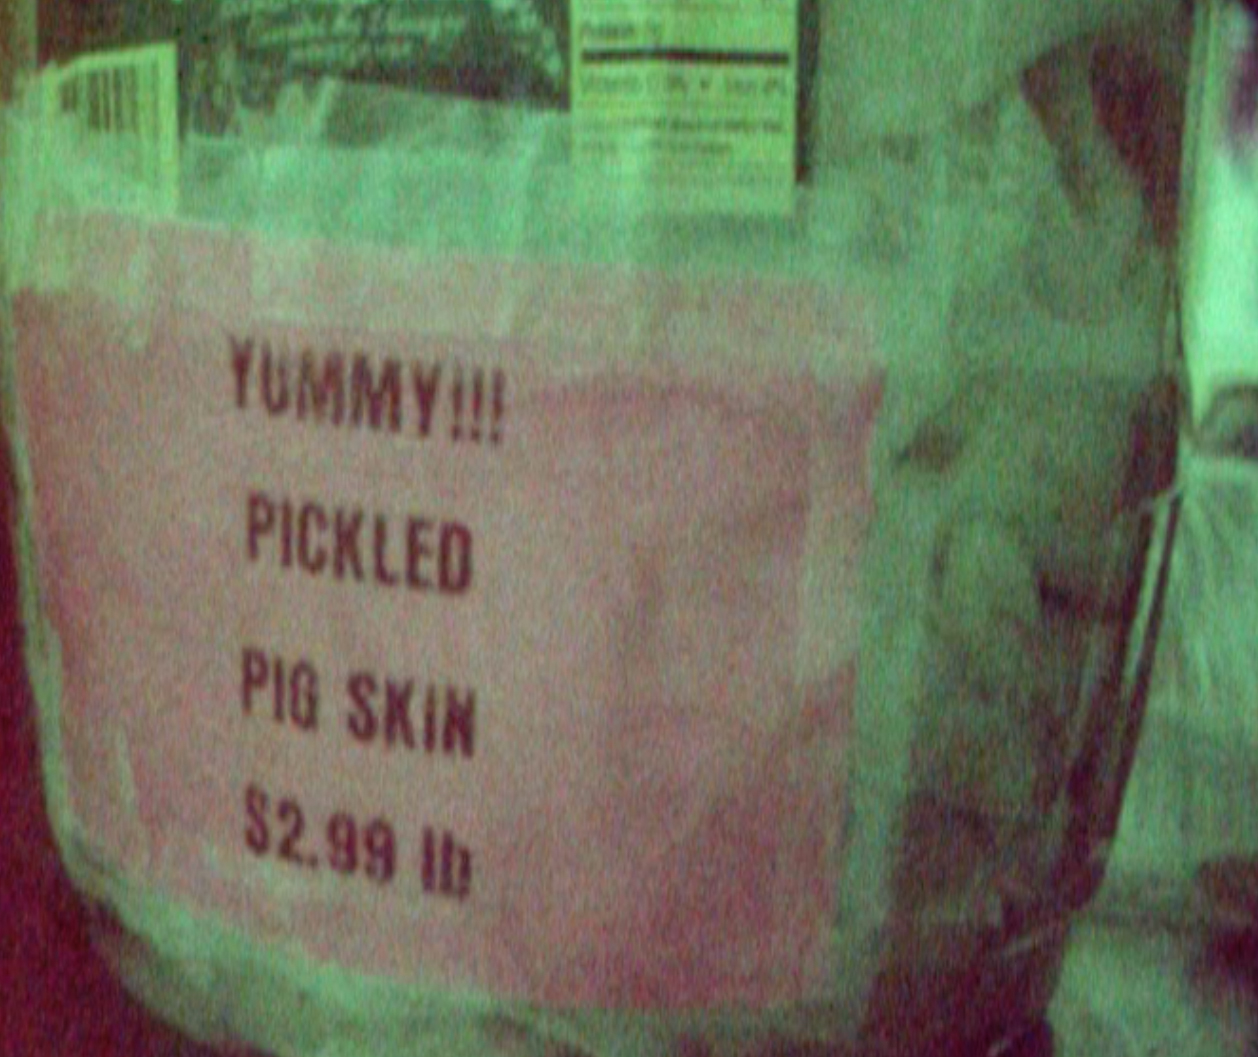 YUMMY!!!
PICKLED
PIG SKiN
$2.99 lb